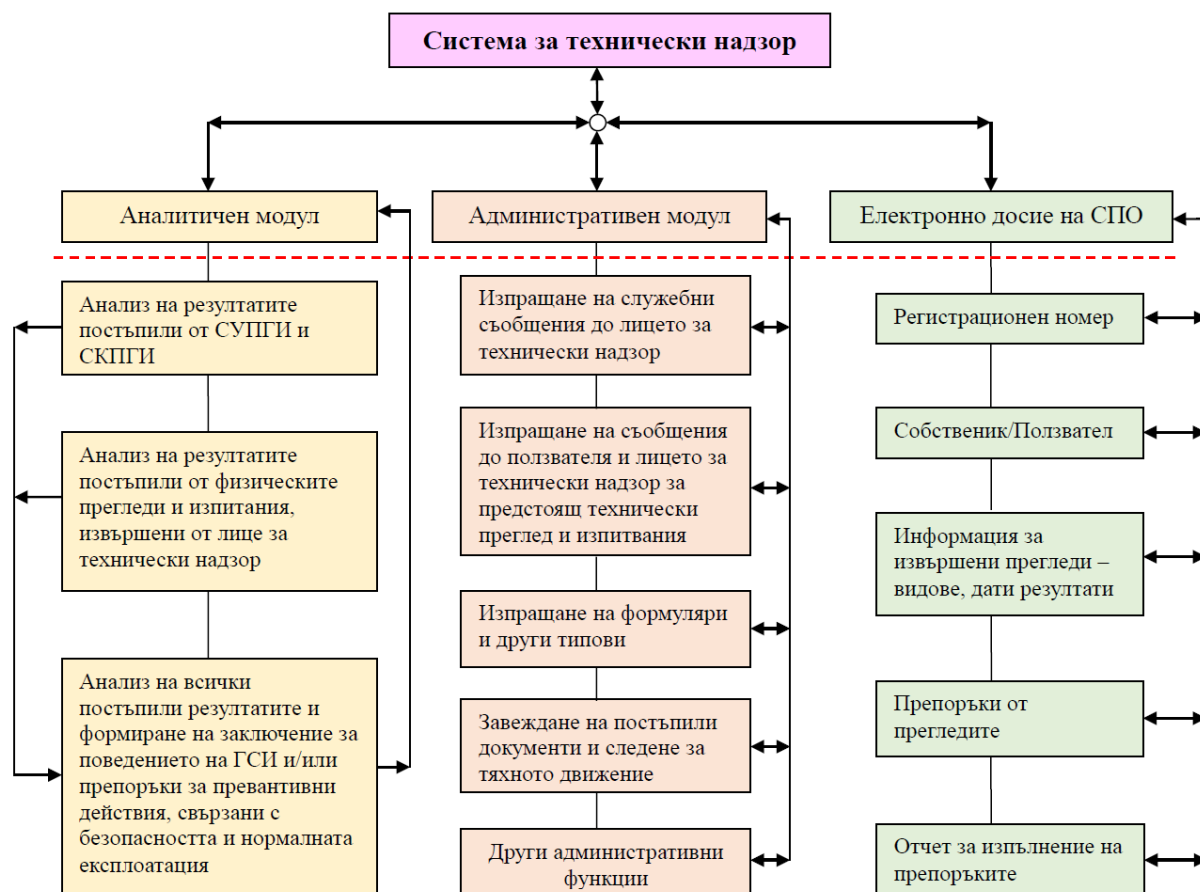 Система за технически надзор
Аналитичен модул
Административен модул
Електронно досие на СПО
Анализ на резултатите
постъпили от СУПГИ и
СКПГИ
Анализ на резултатите
постъпили от физическите
прегледи и изпитания,
извършени от лице за
технически надзор
Анализ на всички
постъпили резултатите и
формиране на заключение за
поведението на ГСИ и/или
препоръки за превантивни
действия, свързани с
безопасността и нормалната
експлоатация
Изпращане на служебни
съобщения до лицето за
технически надзор
Изпращане на съобщения
до ползвателя и лицето за
технически надзор за
предстоящ технически
преглед и изпитвания
Изпращане на формуляри
и други типови
Завеждане на постъпили
документи и следене за
тяхното движение
Други административни
функции
Регистрационен номер
Собственик/Ползвател
Информация за
извършени прегледи –
видове, дати резултати
Препоръки от
прегледите
Отчет за изпълнение на
препоръките